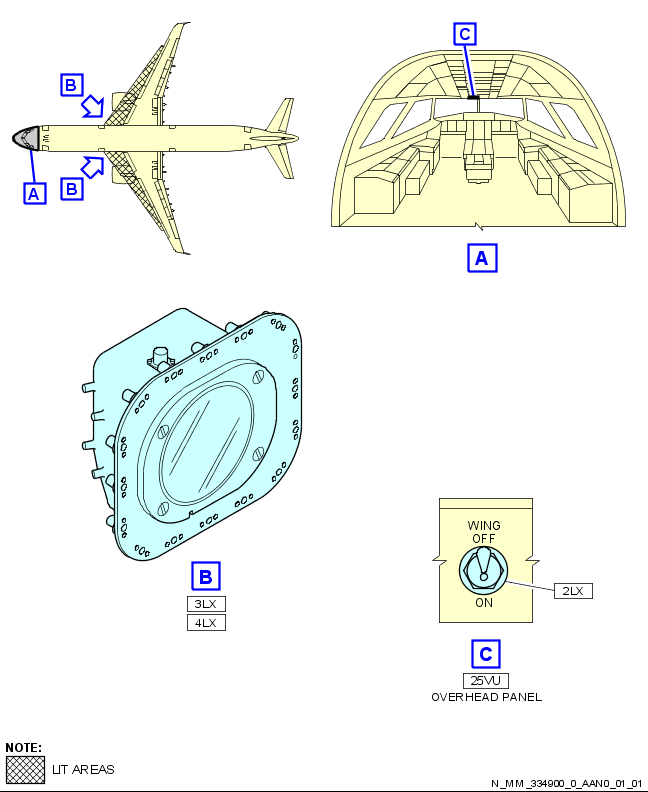 C
B
B
A
A
WING
OFF
ON
2LX
B
3LX
4LX
C
25VU
OVERHEAD PANEL
NOTE:
LIT AREAS
N_MM_334900_0_AAN0_01_01